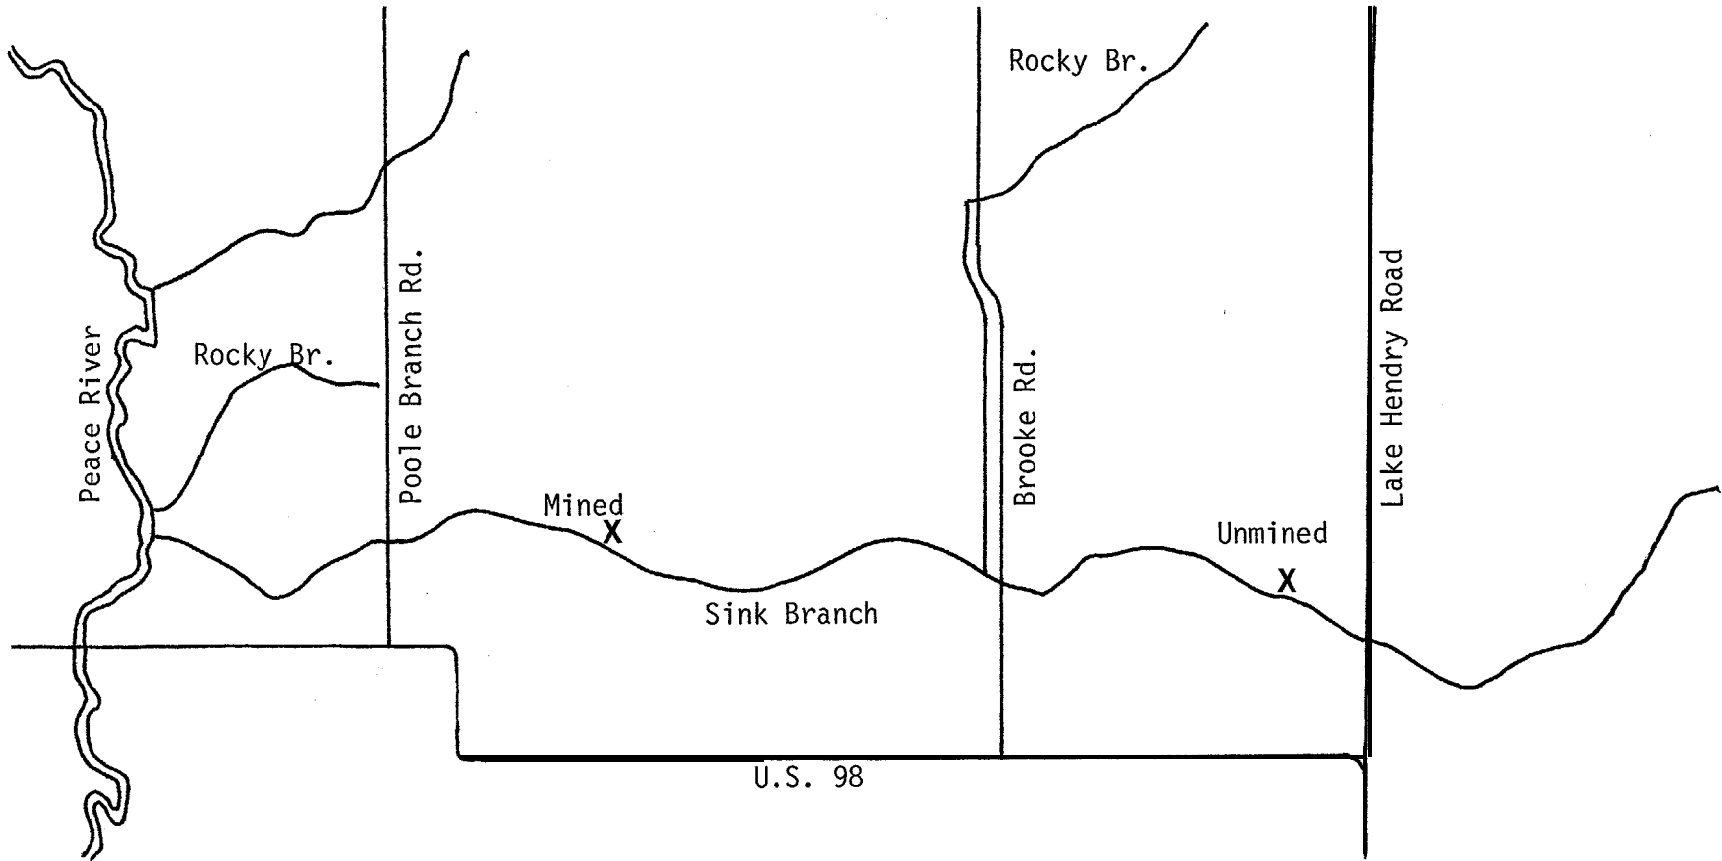 Rocky Br.
Peace River
Rocky Br.
Poole Branch Rd.
Mined
X
Sink Branch
Brooke Rd.
Unmined
X
Lake Hendry Road
U.S. 98